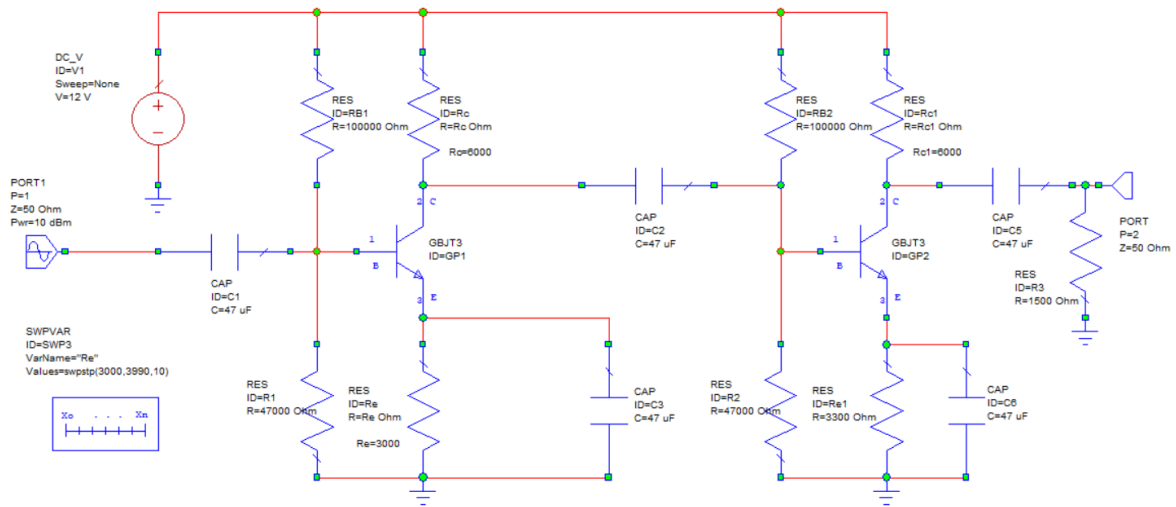 DC_V
ID=V1
Sweep=None
V=12 V
RES
ID=RB1
R=100000 Ohm
RES
ID=Rc
R=Rc Ohm
Rc=6000
RES
ID=RB2
R=100000 Ohm
RES
ID=Rc1
R=Rc1 Ohm
Rc1=6000
PORT1
P=1
Z=50 Ohm
Pwr=10 dBm
CAP
ID=C1
C=47 uF
1
B
2
C
3
E
GBJT3
ID=GP1
CAP
ID=C2
C=47 uF
1
B
2
C
3
E
GBJT3
ID=GP2
CAP
ID=C5
C=47 uF
PORT
P=2
Z=50 Ohm
RES
ID=R3
R=1500 Ohm
SWPVAR
ID=SWP3
VarName="Re"
Values=swpstp(3000,3990,10)
Xo . . . Xn
RES
ID=R1
R=47000 Ohm
RES
ID=Re
R=Re Ohm
Re=3000
CAP
ID=C3
C=47 uF
RES
ID=R2
R=47000 Ohm
RES
ID=Re1
R=3300 Ohm
CAP
ID=C6
C=47 uF